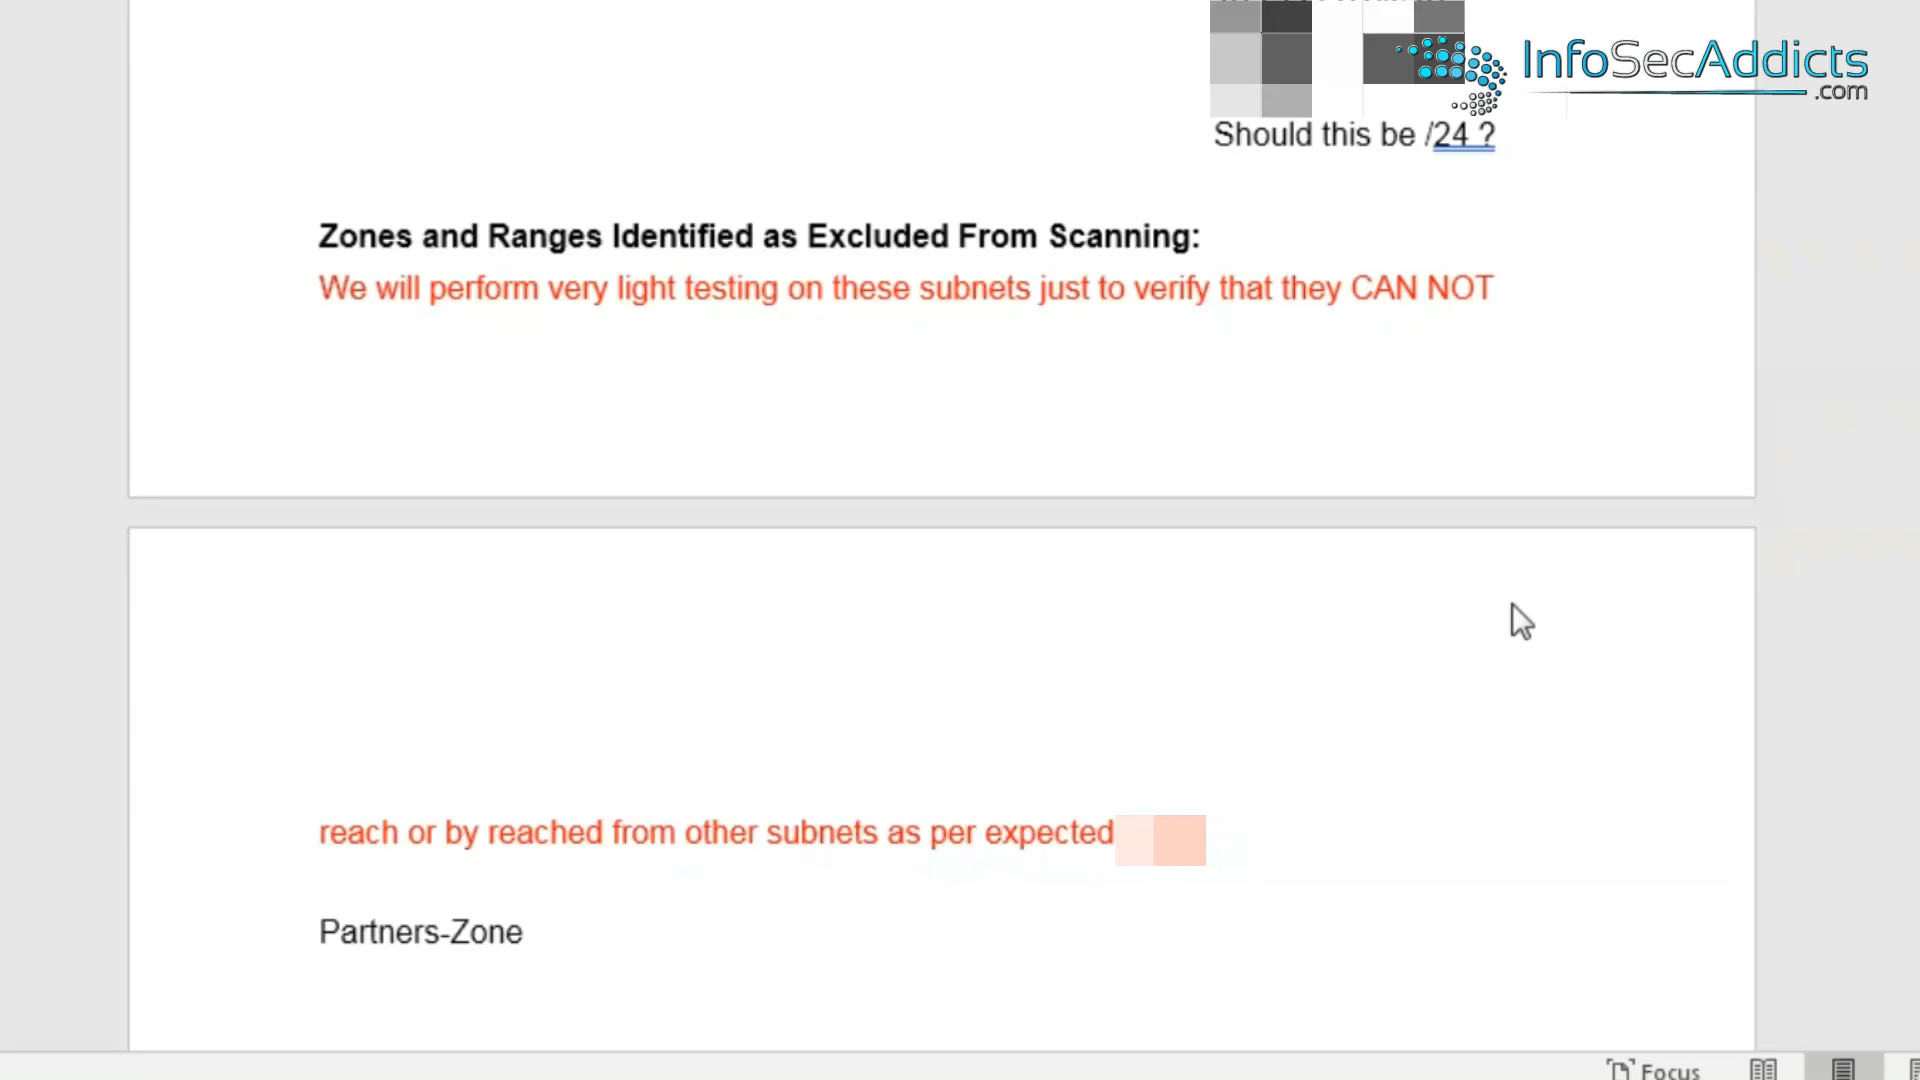 InfoSecAddicts
.com
Should this be /24 ?
Zones and Ranges Identified as Excluded From Scanning:
We will perform very light testing on these subnets just to verify that they CAN NOT
reach or by reached from other subnets as per expected
Partners-Zone
Focus